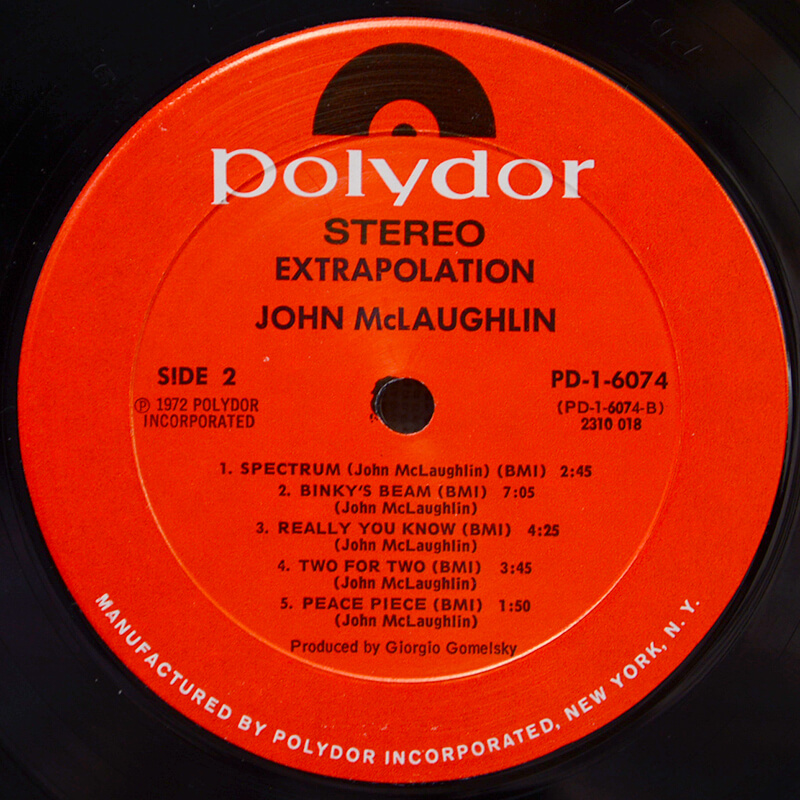 polydor
STEREO
EXTRAPOLATION
JOHN McLAUGHLIN
SIDE 2
℗ 1972 POLYDOR
INCORPORATED
PD-1-6074
(PD-1-6074-B)
2310 018
1. SPECTRUM (John McLaughlin) (BMI) 2:45
2. BINKY'S BEAM (BMI) 7:05
(John McLaughlin)
3. REALLY YOU KNOW (BMI) 4:25
(John McLaughlin)
4. TWO FOR TWO (BMI) 3:45
(John McLaughlin)
5. PEACE PIECE (BMI) 1:50
(John McLaughlin)
Produced by Giorgio Gomelsky
MANUFACTURED BY POLYDOR INCORPORATED, NEW YORK, N. Y.